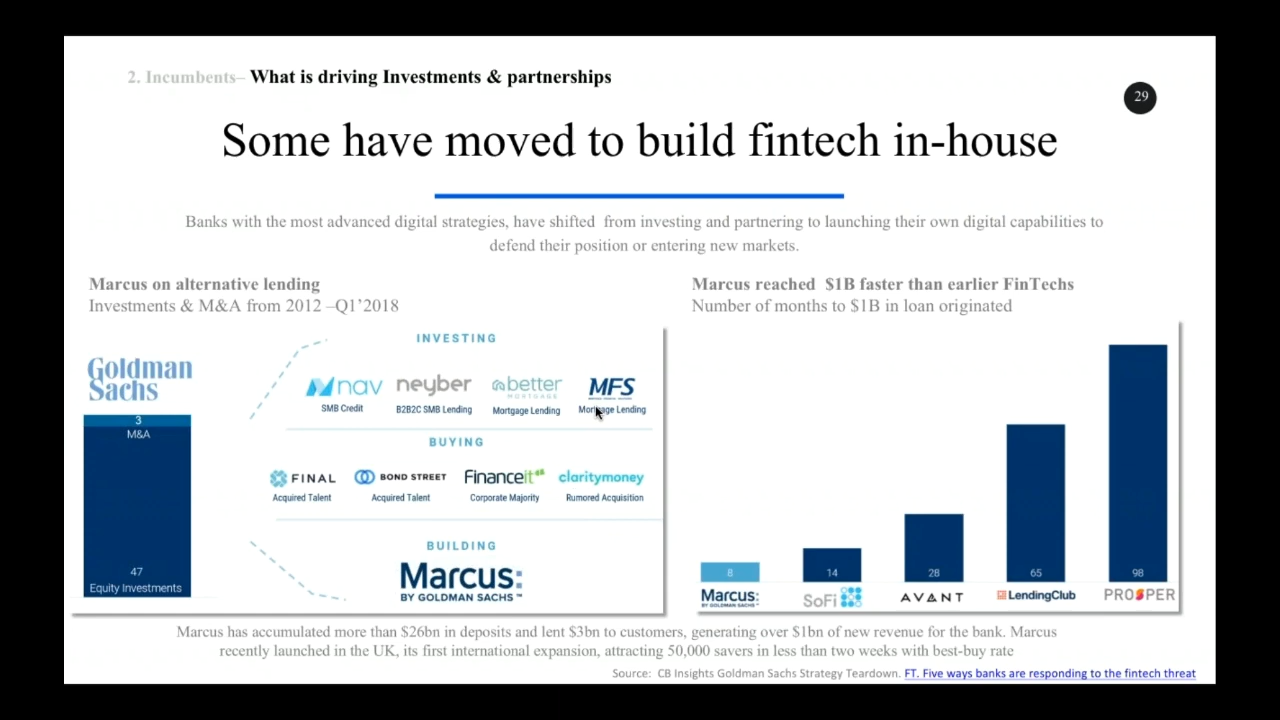 2. Incumbents– What is driving Investments & partnerships
29
Some have moved to build fintech in-house
Banks with the most advanced digital strategies, have shifted from investing and partnering to launching their own digital capabilities to
defend their position or entering new markets.
Marcus on alternative lending
Investments & M&A from 2012 –Q1'2018
Goldman
Sachs
3
M&A
47
Equity Investments
INVESTING
nav
neyber
better
MORTGAGE
MFS
SMB Credit
B2B2C SMB Lending
Mortgage Lending
Mortgage Lending
BUYING
FINAL
BOND STREET
Financeit
claritymoney
Acquired Talent
Acquired Talent
Corporate Majority
Rumored Acquisition
BUILDING
Marcus:
BY GOLDMAN SACHS™
Marcus reached $1B faster than earlier FinTechs
Number of months to $1B in loan originated
8
14
28
65
98
Marcus:
BY GOLDMAN SACHS
SoFi
AVANT
LendingClub
PROSPER
Marcus has accumulated more than $26bn in deposits and lent $3bn to customers, generating over $1bn of new revenue for the bank. Marcus
recently launched in the UK, its first international expansion, attracting 50,000 savers in less than two weeks with best-buy rate
Source: CB Insights Goldman Sachs Strategy Teardown. FT. Five ways banks are responding to the fintech threat